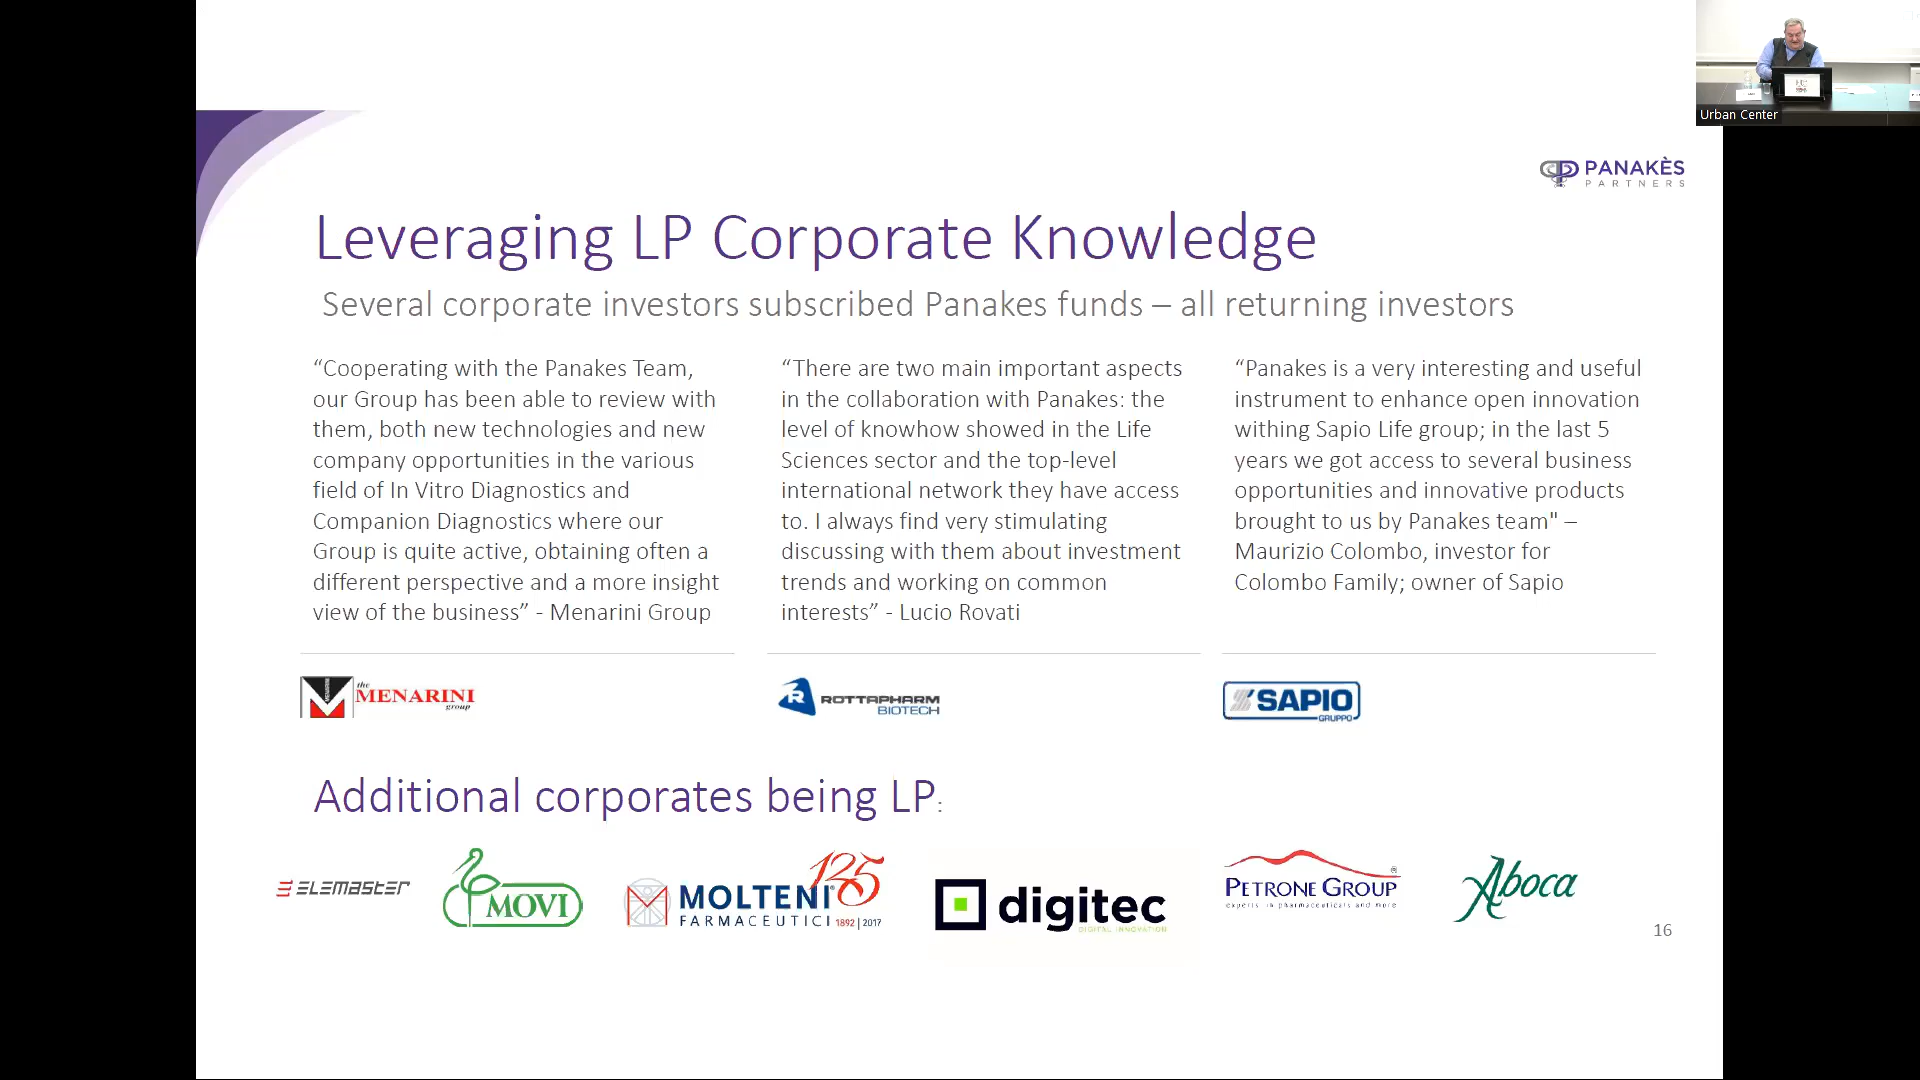 Urban Center
PANAKÈS
PARTNERS
Leveraging LP Corporate Knowledge
Several corporate investors subscribed Panakes funds – all returning investors
“Cooperating with the Panakes Team,
our Group has been able to review with
them, both new technologies and new
company opportunities in the various
field of In Vitro Diagnostics and
Companion Diagnostics where our
Group is quite active, obtaining often a
different perspective and a more insight
view of the business” - Menarini Group
“There are two main important aspects
in the collaboration with Panakes: the
level of knowhow showed in the Life
Sciences sector and the top-level
international network they have access
to. I always find very stimulating
discussing with them about investment
trends and working on common
interests” - Lucio Rovati
“Panakes is a very interesting and useful
instrument to enhance open innovation
withing Sapio Life group; in the last 5
years we got access to several business
opportunities and innovative products
brought to us by Panakes team" –
Maurizio Colombo, investor for
Colombo Family; owner of Sapio
the
MENARINI
group
ROTTAPHARM
BIOTECH
SAPIO
GRUPPO
Additional corporates being LP:
ELEMASTER
MOVI
MOLTENI® 125
FARMACEUTICI 1892 | 2017
digitec
DIGITAL INNOVATION
PETRONE GROUP®
experts in pharmaceuticals and more
Aboca
16